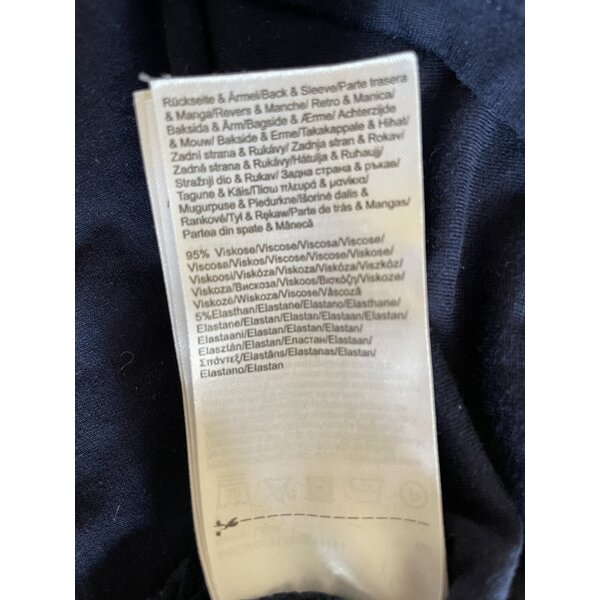 Rückseite & Ärmel/Back & Sleeve/Parte trasera
& Manga/Revers & Manche/ Retro & Manica/
Baksida & Ärm/Bagside & Ærme/ Achterzijde
& Mouw/ Bakside & Erme/Takakappale & Hihat/
Zadní strana & Rukávy/ Zadnja stran & Rokav/
Zadná strana & Rukávy/Hátulja & Ruhaujj/
Stražnji dio & Rukav/ Задна страна & ръкав/
Tagune & Käis/Πίσω πλευρά & μανίκια/
Mugurpuse & Piedurkne/Išorinė dalis &
Rankovė/Tył & Rękaw/Parte de trás & Mangas/
Partea din spate & Mânecă
95% Viskose/Viscose/Viscosa/Viscose/
Viscosa/Viskos/Viscose/Viscose/Viskose/
Viskoosi/Viskóza/Viskoza/Viskóza/Viszkóz/
Viskoza/Вискоза/Viskoos/Βισκόζη/Viskoze/
Viskozė/Wiskoza/Viscose/Vâscoză
5%Elasthan/Elastane/Elastano/Elasthane/
Elastane/Elastan/Elastan/Elastaan/Elastan/
Elastaani/Elastan/Elastan/Elastan/
Elaszlán/Elastan/Еластан/Elastaan/
Σπάντεξ/Elastāns/Elastanas/Elastan/
Elastano/Elastan